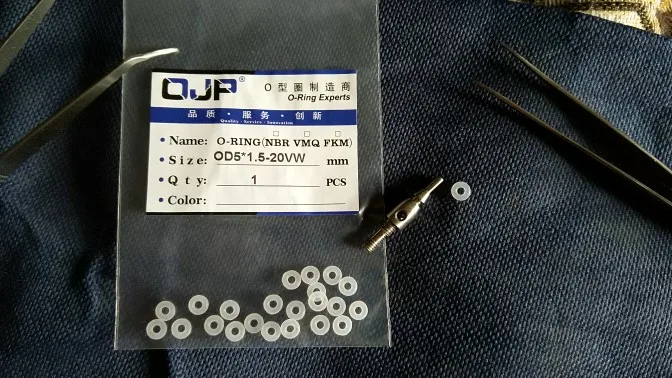 OJP®
O 型圈制造商
O-Ring Experts
品质 · 服务 · 创新
Quality · Service · Innovation
• Name: O-RING(NBR VMQ FKM)
• Size: OD5*1.5-20VW mm
• Qty: 1 PCS
• Color: